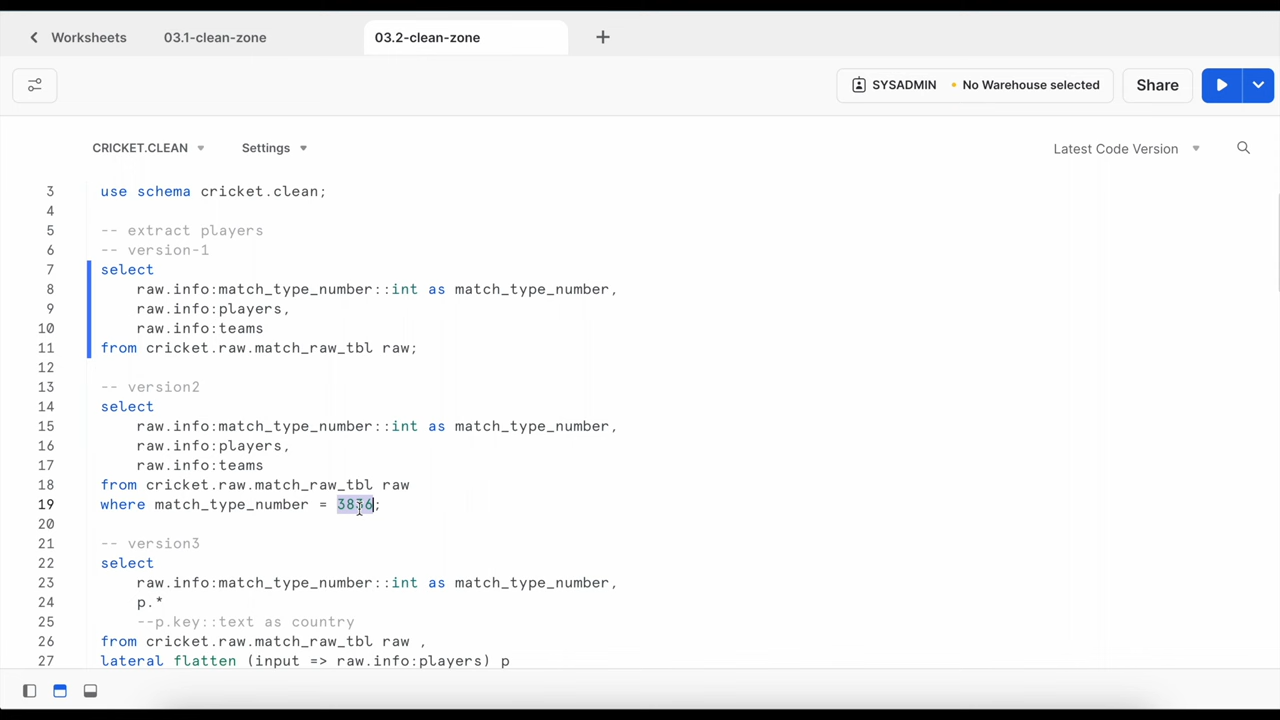 Worksheets 03.1-clean-zone 03.2-clean-zone
SYSADMIN No Warehouse selected Share
CRICKET.CLEAN Settings Latest Code Version
3 use schema cricket.clean;
4
5 -- extract players
6 -- version-1
7 select
8 raw.info:match_type_number::int as match_type_number,
9 raw.info:players,
10 raw.info:teams
11 from cricket.raw.match_raw_tbl raw;
12
13 -- version2
14 select
15 raw.info:match_type_number::int as match_type_number,
16 raw.info:players,
17 raw.info:teams
18 from cricket.raw.match_raw_tbl raw
19 where match_type_number = 3836;
20
21 -- version3
22 select
23 raw.info:match_type_number::int as match_type_number,
24 p.*
25 --p.key::text as country
26 from cricket.raw.match_raw_tbl raw ,
27 lateral flatten (input => raw.info:players) p